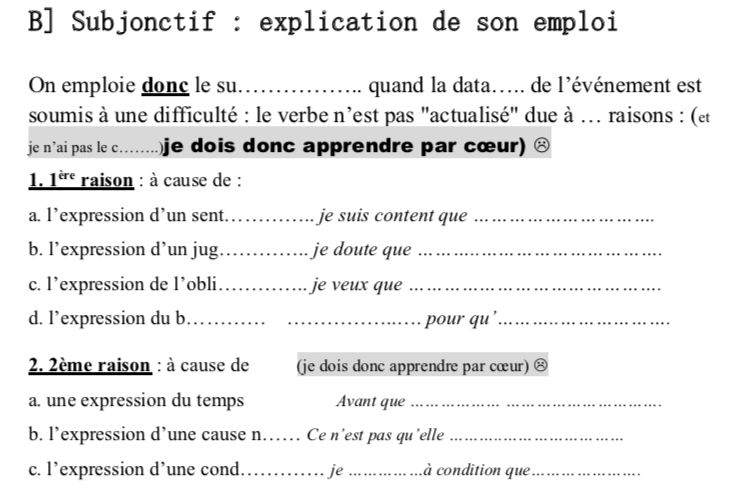 B] Subjonctif : explication de son emploi
On emploie donc le su……………….. quand la data….. de l’événement est
soumis à une difficulté : le verbe n’est pas "actualisé" due à … raisons : (et
je n’ai pas le c……..)je dois donc apprendre par cœur) ☹
1. 1ère raison : à cause de :
a. l’expression d’un sent…………… je suis content que ……………………….
b. l’expression d’un jug…………… je doute que ……………………………….
c. l’expression de l’obli…………… je veux que ……………………………….
d. l’expression du b………… ………………….. pour qu’……………………….
2. 2ème raison : à cause de (je dois donc apprendre par cœur) ☹
a. une expression du temps Avant que …………… …………………….
b. l’expression d’une cause n…… Ce n’est pas qu’elle ……………………….
c. l’expression d’une cond………….. je …………..à condition que………………….